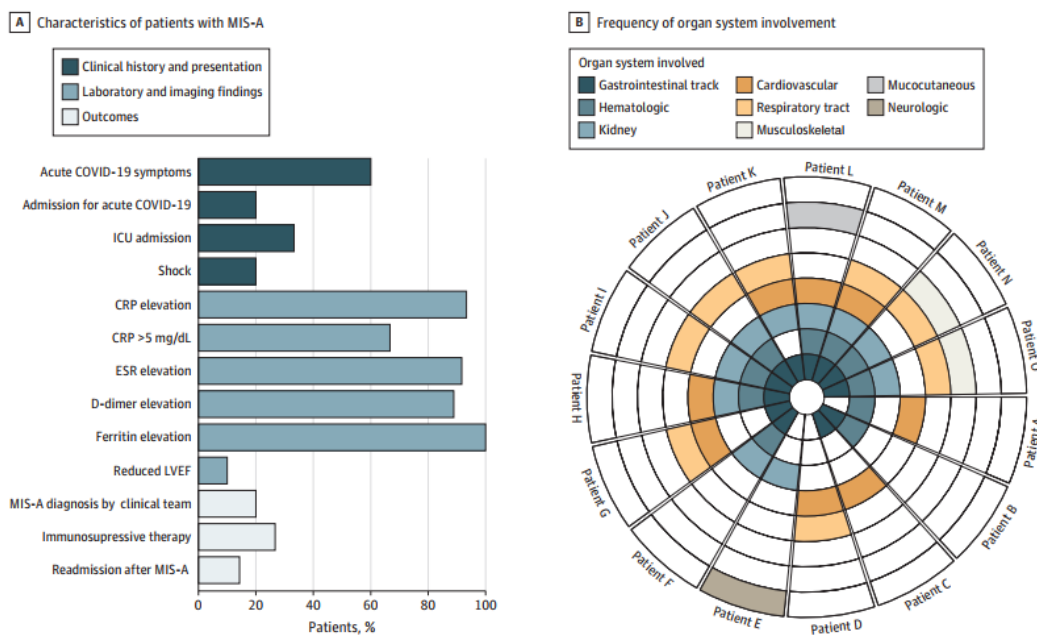 A Characteristics of patients with MIS-A
Clinical history and presentation
Laboratory and imaging findings
Outcomes
Acute COVID-19 symptoms
Admission for acute COVID-19
ICU admission
Shock
CRP elevation
CRP >5 mg/dL
ESR elevation
D-dimer elevation
Ferritin elevation
Reduced LVEF
MIS-A diagnosis by clinical team
Immunosupressive therapy
Readmission after MIS-A
0 20 40 60 80 100
Patients, %
B Frequency of organ system involvement
Organ system involved
Gastrointestinal track Cardiovascular Mucocutaneous
Hematologic Respiratory tract Neurologic
Kidney Musculoskeletal
Patient L
Patient M
Patient N
Patient O
Patient A
Patient B
Patient C
Patient D
Patient E
Patient F
Patient G
Patient H
Patient I
Patient J
Patient K